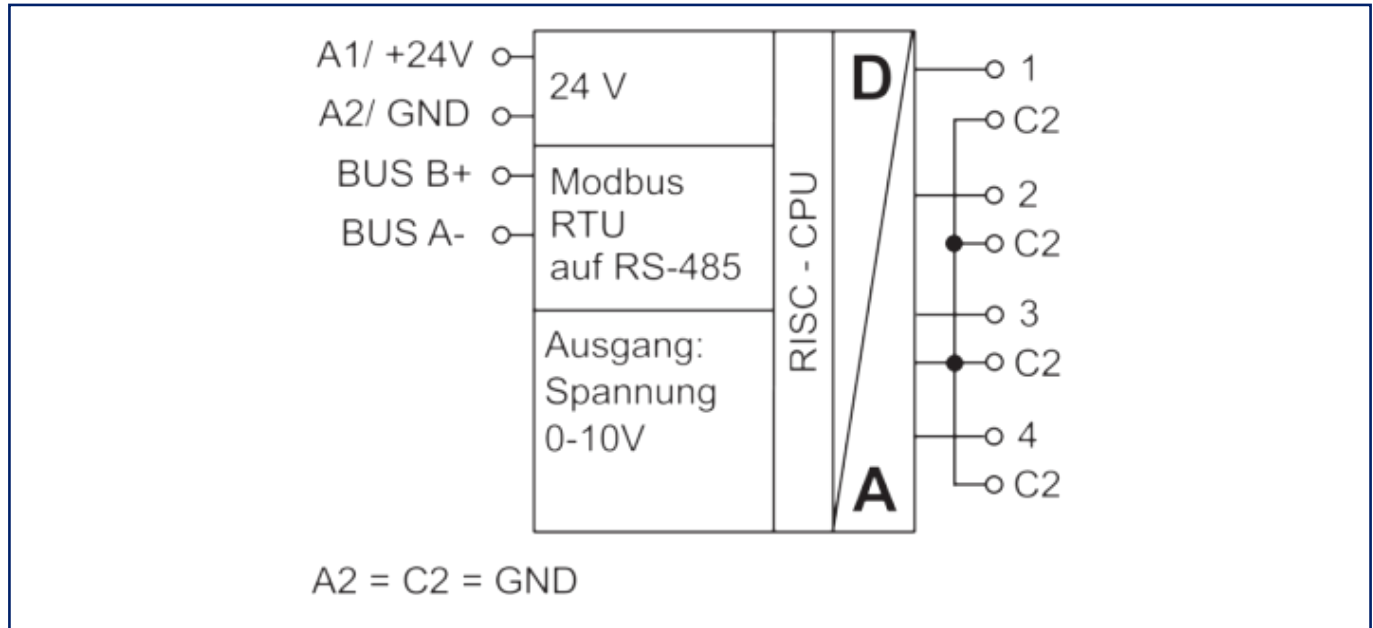 A1/ +24V
A2/ GND
BUS B+
BUS A-
24 V
Modbus
RTU
auf RS-485
Ausgang:
Spannung
0-10V
RISC - CPU
D
A
1
C2
2
C2
3
C2
4
C2
A2 = C2 = GND